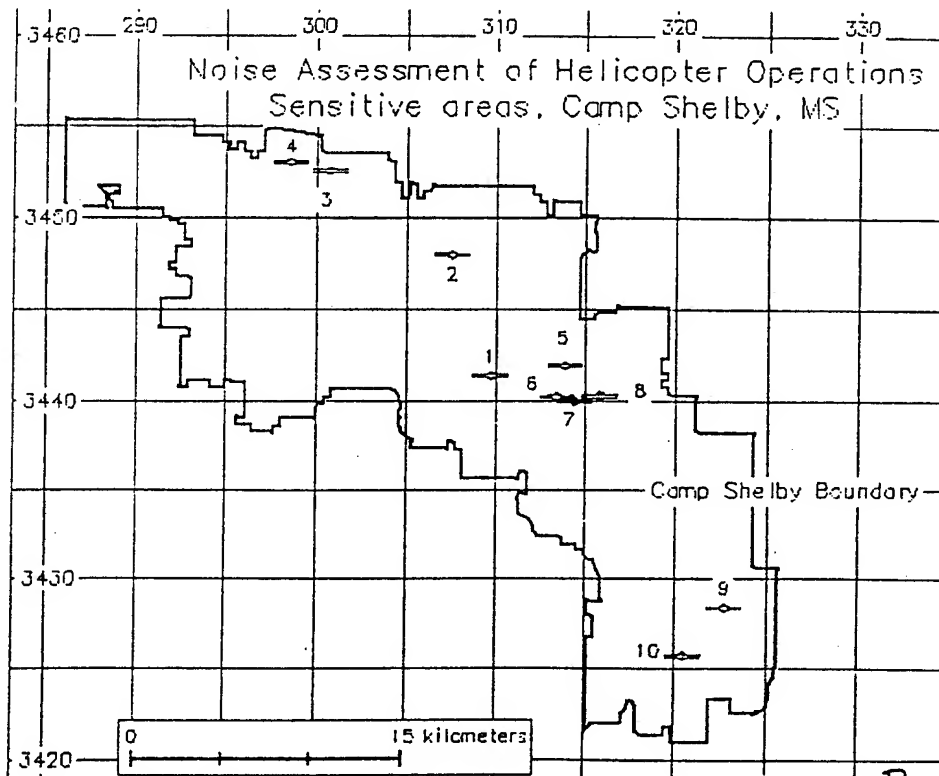 290 300 310 320 330
3460
Noise Assessment of Helicopter Operations
Sensitive areas, Camp Shelby, MS
4
3
3450
2
5
1
6 8
3440
7
Camp Shelby Boundary
3430
9
10
0 15 kilometers
3420